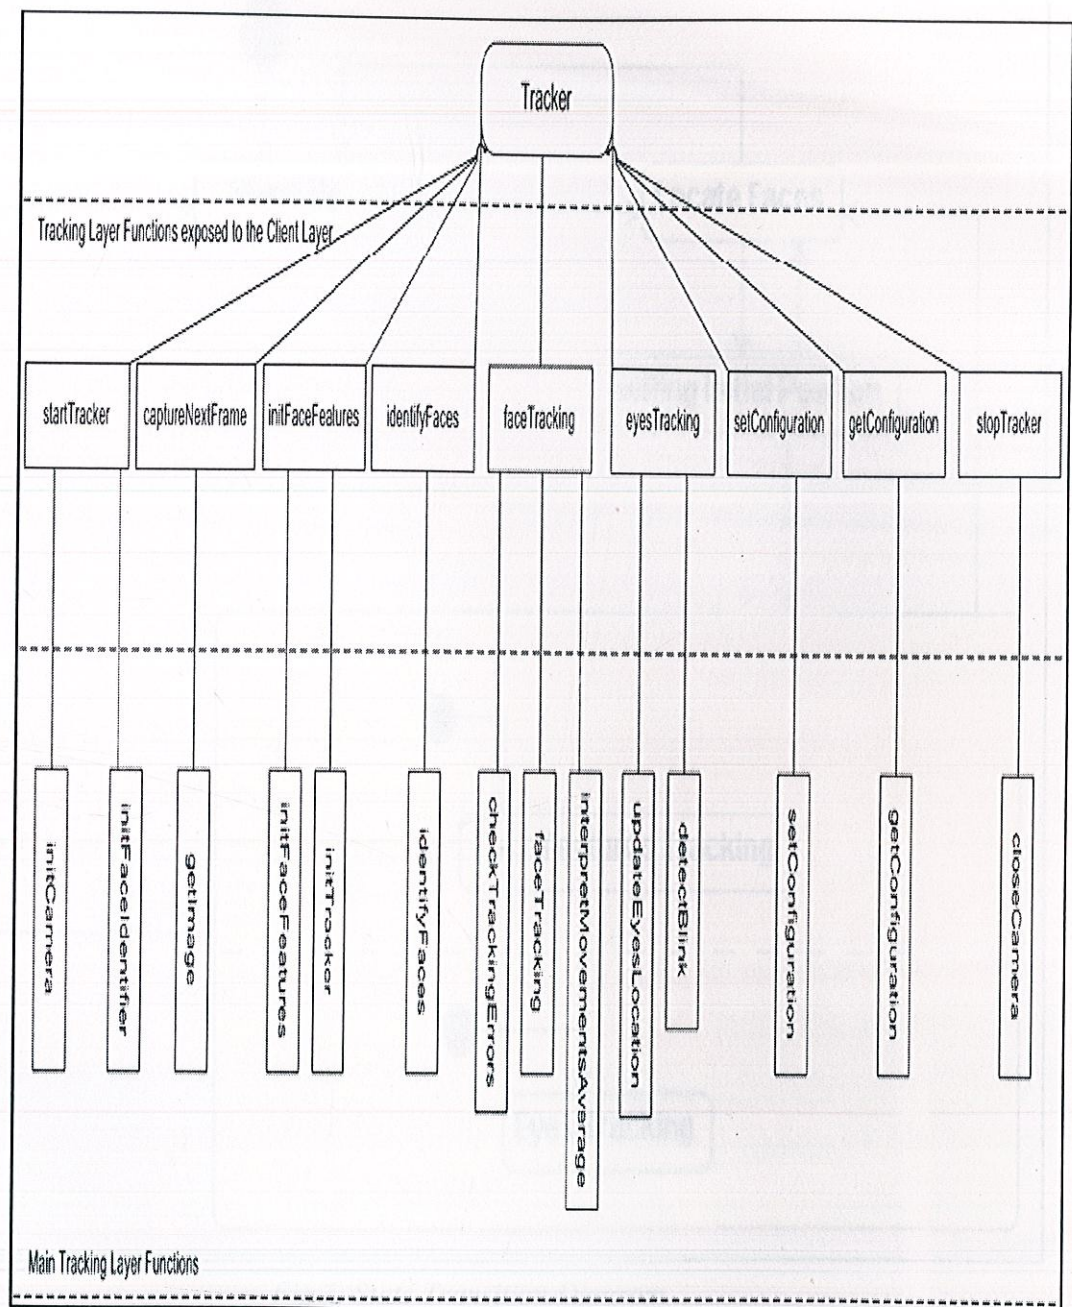 Tracker
Tracking Layer Functions exposed to the Client Layer
startTracker
captureNextFrame
initFaceFeatures
identifyFaces
faceTracking
eyesTracking
setConfiguration
getConfiguration
stopTracker
initCamera
initFaceIdentifier
getImage
initFaceFeatures
initTracker
identifyFaces
checkTrackingErrors
faceTracking
interpretMovementsAverage
updateEyesLocation
detectBlink
setConfiguration
getConfiguration
closeCamera
Main Tracking Layer Functions